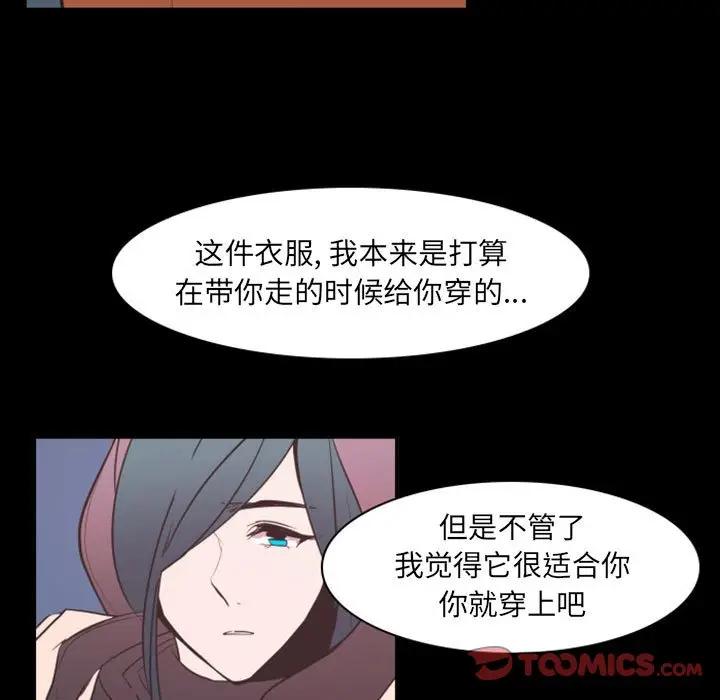 这件衣服, 我本来是打算
在带你走的时候给你穿的...
但是不管了
我觉得它很适合你
你就穿上吧
TOOMICS.COM